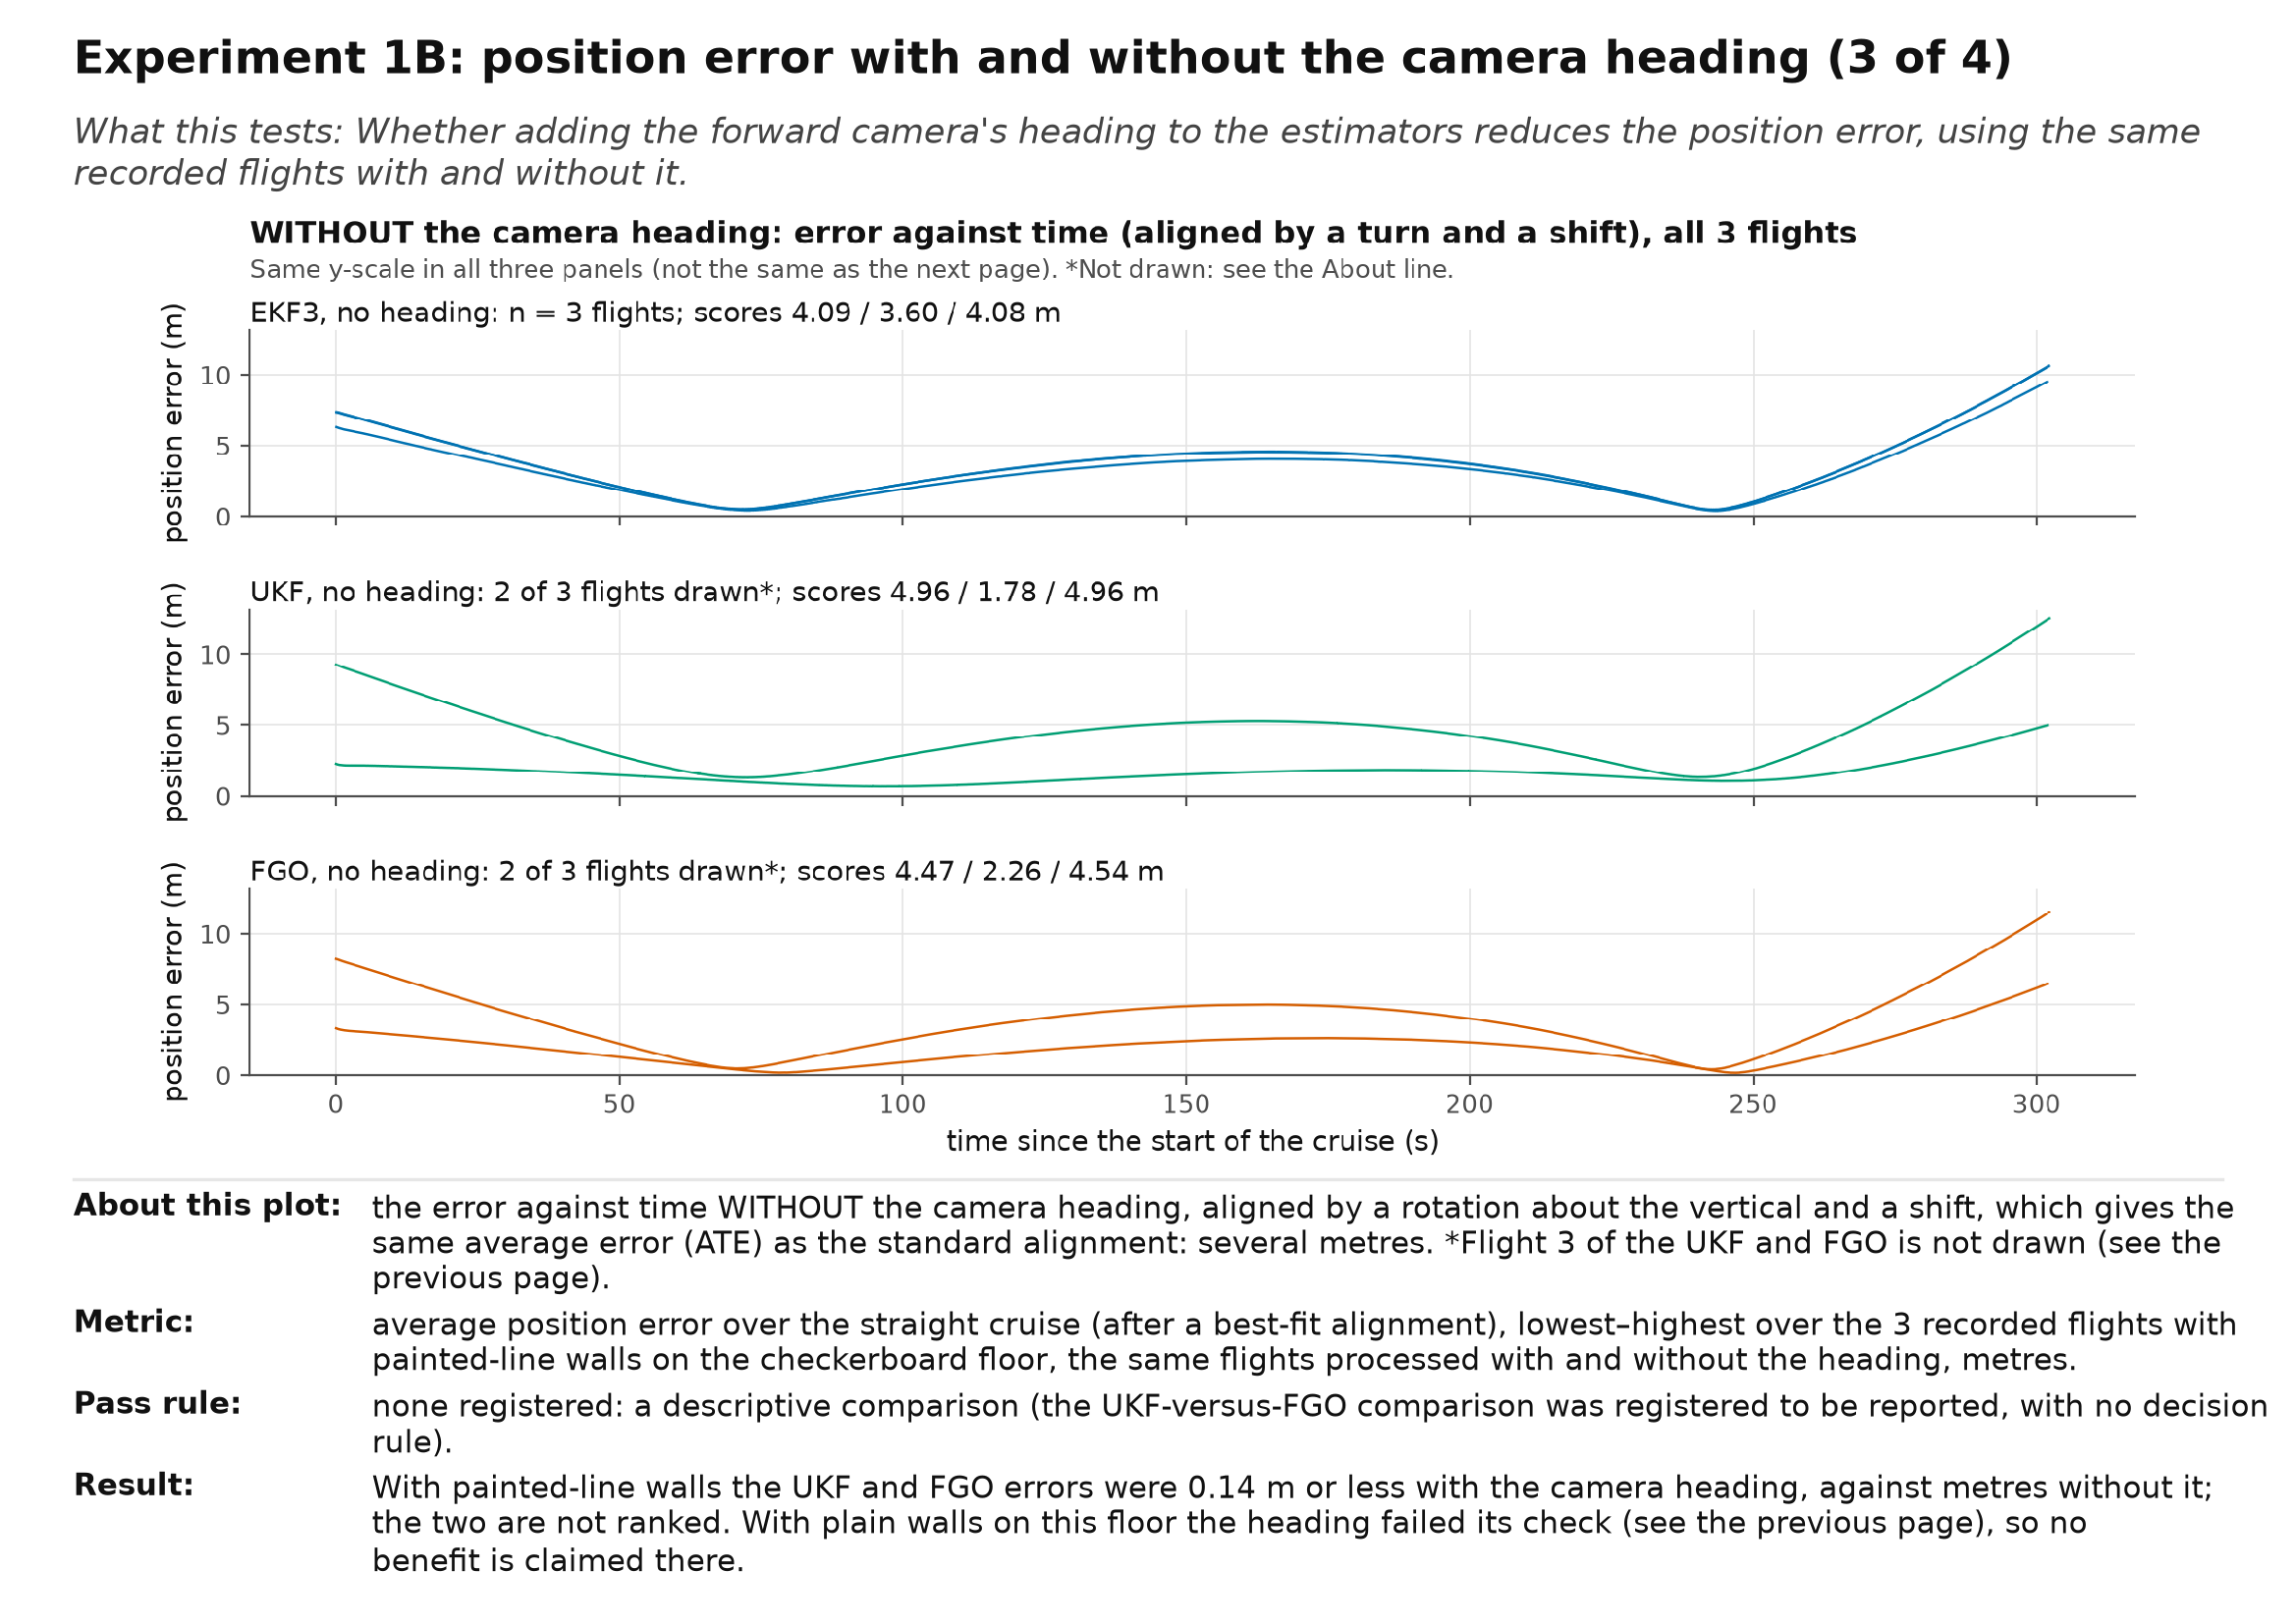 Experiment 1B: position error with and without the camera heading (3 of 4)
What this tests: Whether adding the forward camera's heading to the estimators reduces the position error, using the same
recorded flights with and without it.
WITHOUT the camera heading: error against time (aligned by a turn and a shift), all 3 flights
Same y-scale in all three panels (not the same as the next page). *Not drawn: see the About line.
EKF3, no heading: n = 3 flights; scores 4.09 / 3.60 / 4.08 m
position error (m)
10
5
0
UKF, no heading: 2 of 3 flights drawn*; scores 4.96 / 1.78 / 4.96 m
position error (m)
10
5
0
FGO, no heading: 2 of 3 flights drawn*; scores 4.47 / 2.26 / 4.54 m
position error (m)
10
5
0
0 50 100 150 200 250 300
time since the start of the cruise (s)
About this plot: the error against time WITHOUT the camera heading, aligned by a rotation about the vertical and a shift, which gives the
same average error (ATE) as the standard alignment: several metres. *Flight 3 of the UKF and FGO is not drawn (see the
previous page).
Metric: average position error over the straight cruise (after a best-fit alignment), lowest–highest over the 3 recorded flights with
painted-line walls on the checkerboard floor, the same flights processed with and without the heading, metres.
Pass rule: none registered: a descriptive comparison (the UKF-versus-FGO comparison was registered to be reported, with no decision
rule).
Result: With painted-line walls the UKF and FGO errors were 0.14 m or less with the camera heading, against metres without it;
the two are not ranked. With plain walls on this floor the heading failed its check (see the previous page), so no
benefit is claimed there.